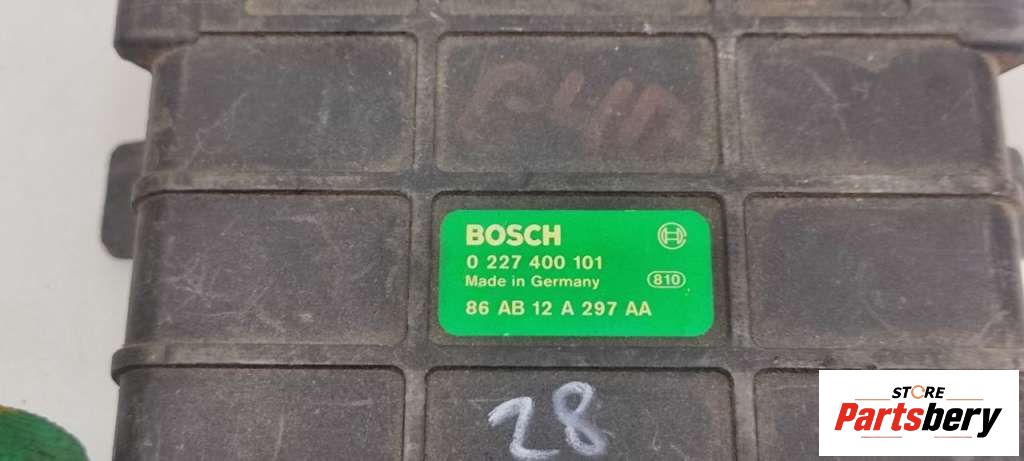 BOSCH
0 227 400 101
Made in Germany
810
86 AB 12 A 297 AA
28
STORE
Partsbery